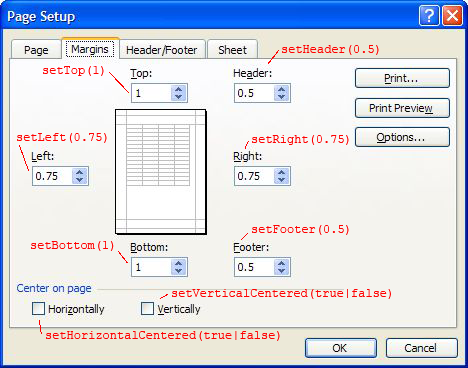 Page Setup
Page Margins Header/Footer Sheet
setHeader(0.5)
setTop(1)
Top: Header:
1 0.5
Print...
Print Preview
Options...
setLeft(0.75) setRight(0.75)
Left: Right:
0.75 0.75
setFooter(0.5)
setBottom(1)
Bottom: Footer:
1 0.5
Center on page
setVerticalCentered(true|false)
Horizontally Vertically
setHorizontalCentered(true|false)
OK Cancel